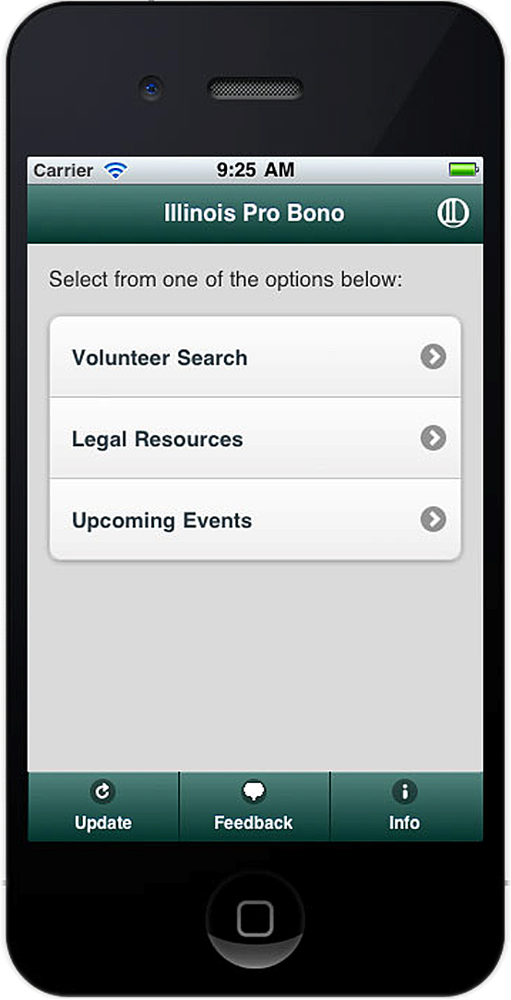 Carrier 9:25 AM
Illinois Pro Bono
Select from one of the options below:
Volunteer Search
Legal Resources
Upcoming Events
Update Feedback Info